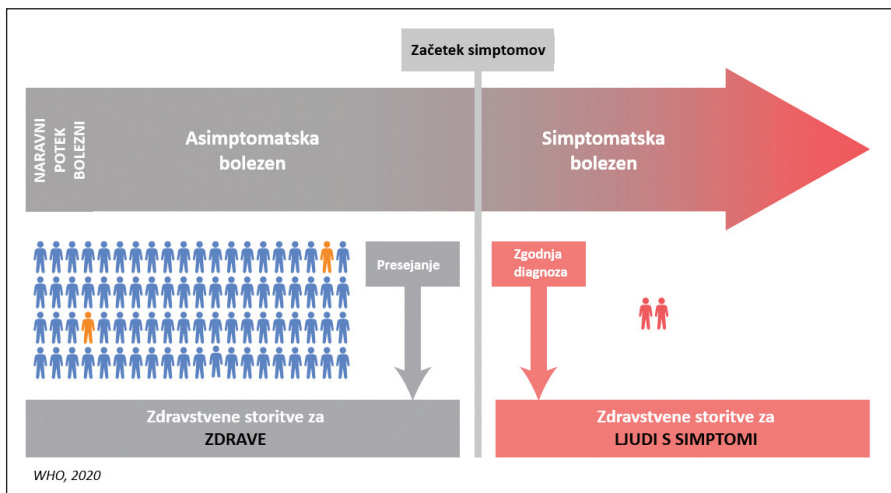 Začetek simptomov
NARAVNI
POTEK
BOLEZNI
Asimptomatska
bolezen
Simptomatska
bolezen
Presejanje
Zgodnja
diagnoza
Zdravstvene storitve za
ZDRAVE
Zdravstvene storitve za
LJUDI S SIMPTOMI
WHO, 2020